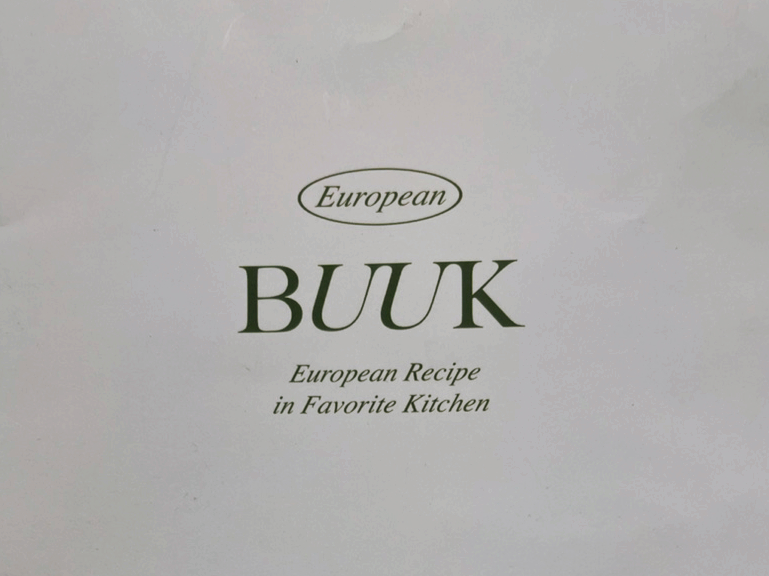 European
BUUK
European Recipe
in Favorite Kitchen